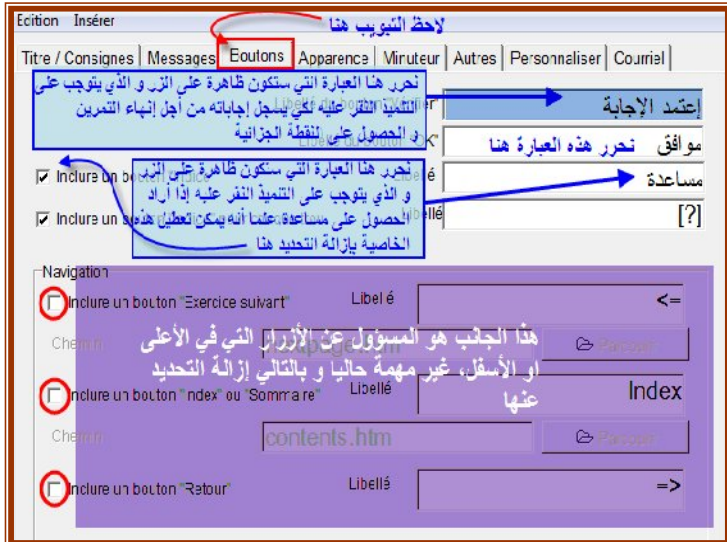 Edition Insérer
لاحظ التبويب هنا
Titre / Consignes Messages Boutons Apparence Minuteur Autres Personnaliser Courriel
نحرر هنا العبارة التي ستكون ظاهرة على الزر و الذي يتوجب على
التلميذ النقر عليه لكي يسجل إجاباته من أجل إنهاء التمرين
و الحصول على النقطة الجزائية
إعتمد الإجابة
موافق
نحرر هذه العبارة هنا
نحرر هنا العبارة التي ستكون ظاهرة على الزر
و الذي يتوجب على التلميذ النقر عليه إذا أراد
الحصول على مساعدة علما أنه يمكن تعطيل هذه
الخاصية بإزالة التحديد هنا
Inclure un
مساعدة
Inclure un
[?]
Navigation
Inclure un bouton "Exercice suivant" Libellé <=
هذا الجانب هو المسؤول عن الأزرار التي في الأعلى
او الأسفل، غير مهمة حاليا و بالتالي إزالة التحديد
عنها
Chemin nextpage.htm Parcourir
Inclure un bouton "Index" ou "Sommaire" Libellé Index
Chemin contents.htm Parcourir
Inclure un bouton "Retour" Libellé =>